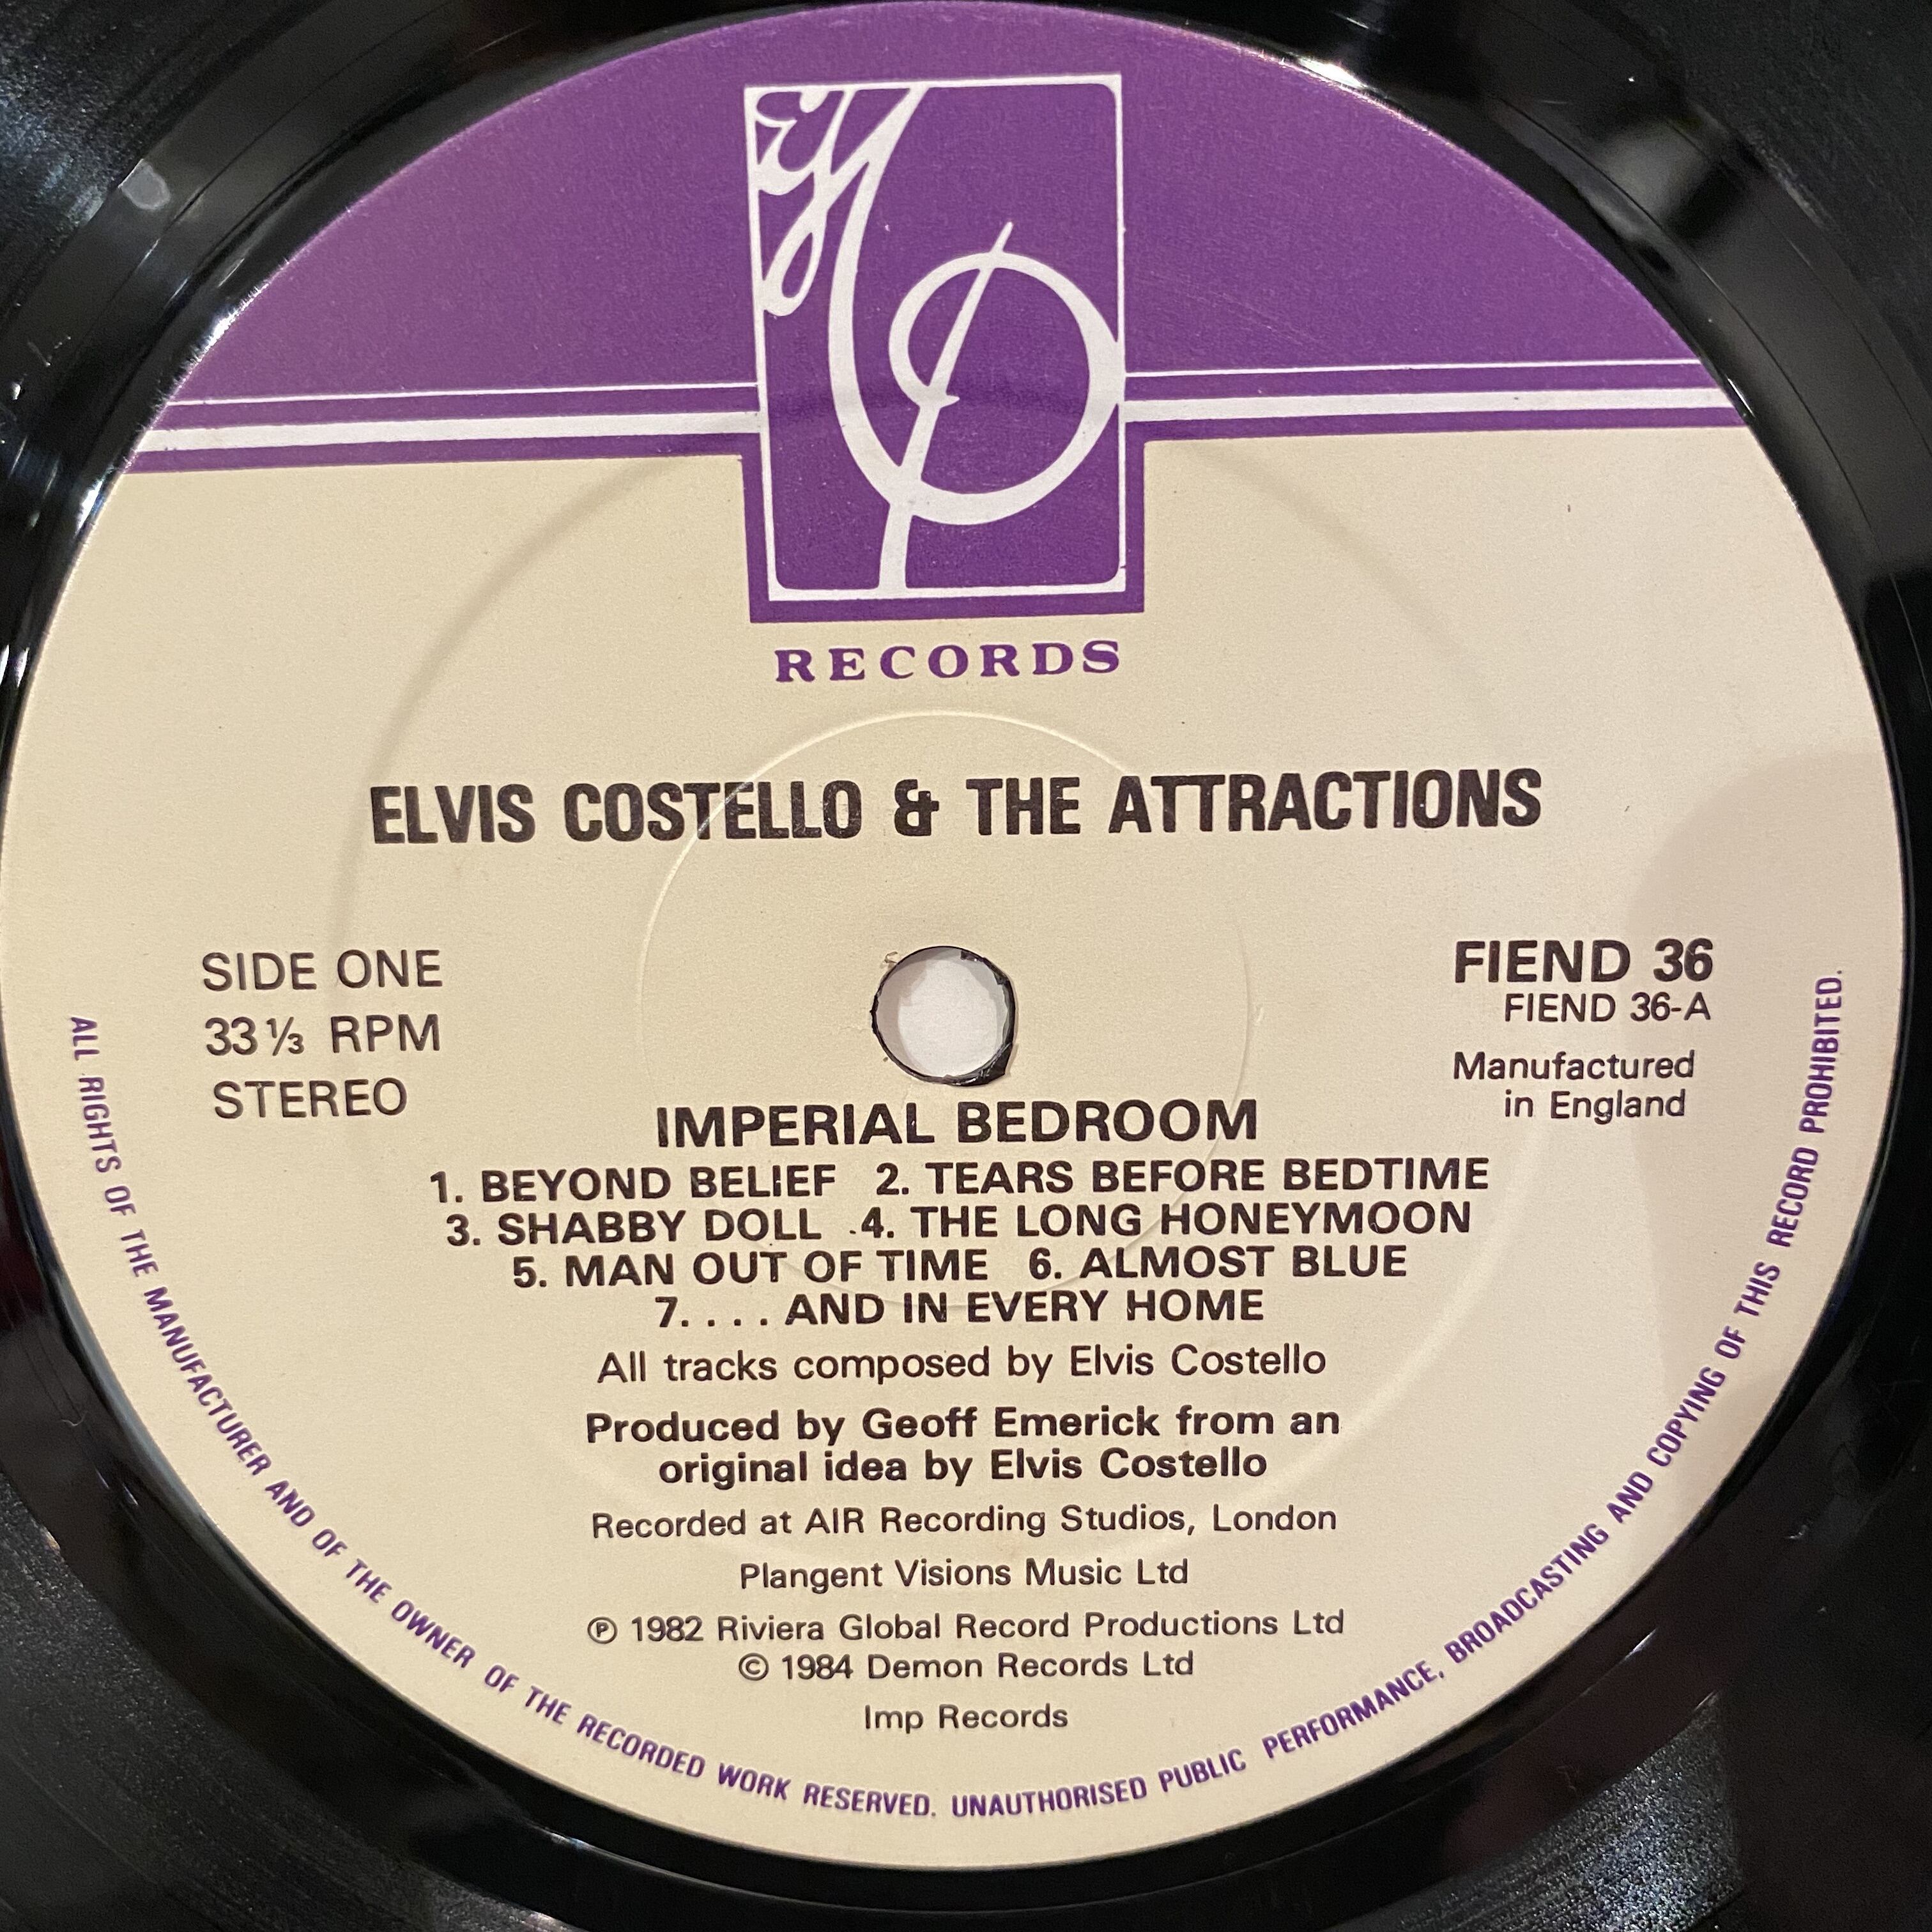 Imp
RECORDS
ELVIS COSTELLO & THE ATTRACTIONS
SIDE ONE
33 ⅓ RPM
STEREO
FIEND 36
FIEND 36-A
Manufactured
in England
IMPERIAL BEDROOM
1. BEYOND BELIEF 2. TEARS BEFORE BEDTIME
3. SHABBY DOLL .4. THE LONG HONEYMOON
5. MAN OUT OF TIME 6. ALMOST BLUE
7. . . . AND IN EVERY HOME
All tracks composed by Elvis Costello
Produced by Geoff Emerick from an
original idea by Elvis Costello
Recorded at AIR Recording Studios, London
Plangent Visions Music Ltd
℗ 1982 Riviera Global Record Productions Ltd
© 1984 Demon Records Ltd
Imp Records
ALL RIGHTS OF THE MANUFACTURER AND OF THE OWNER OF THE RECORDED WORK RESERVED. UNAUTHORISED PUBLIC PERFORMANCE, BROADCASTING AND COPYING OF THIS RECORD PROHIBITED.